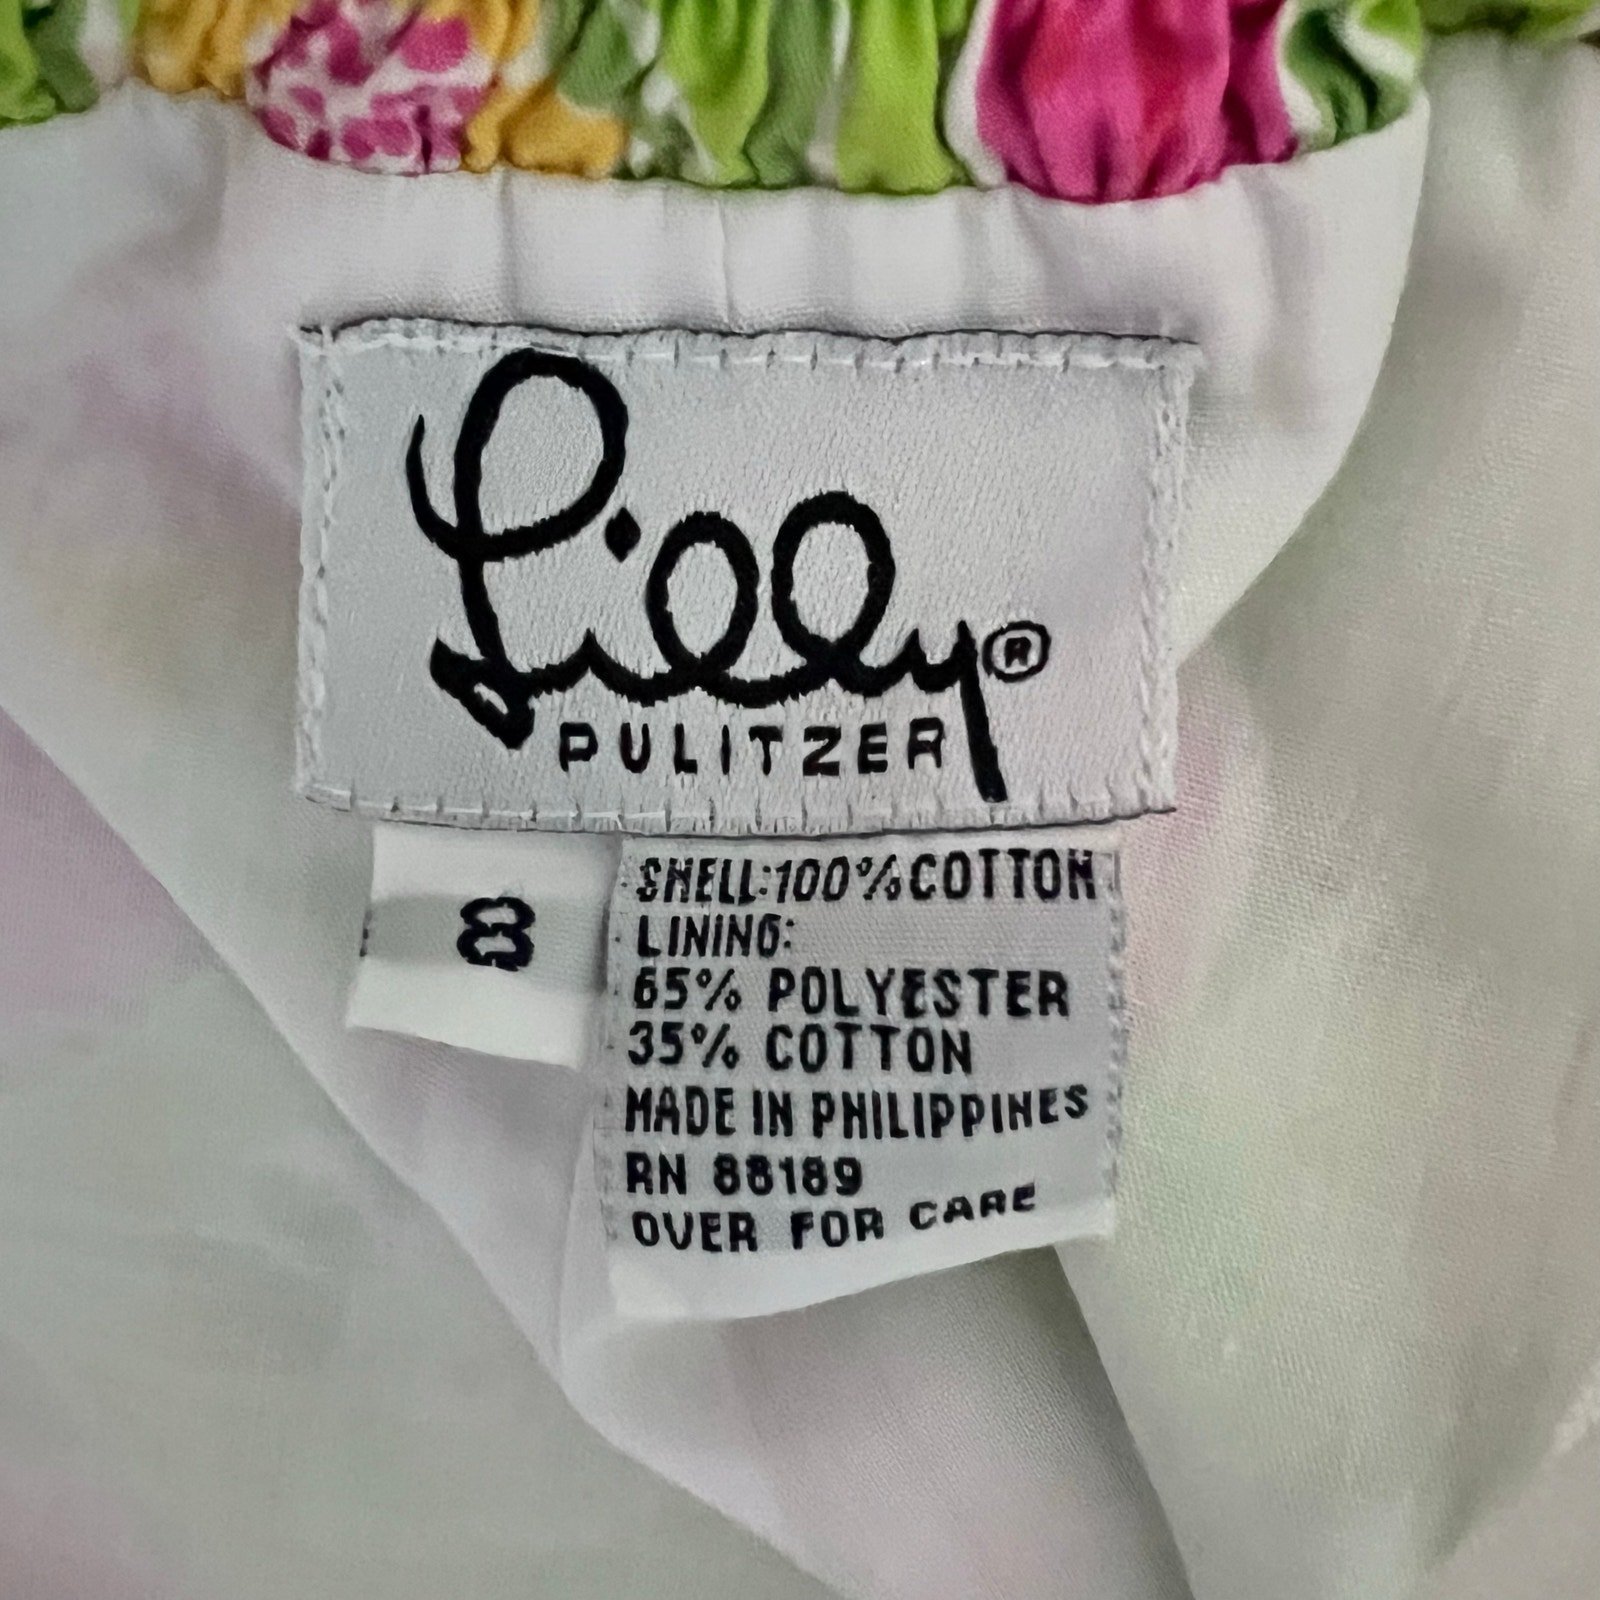 Lilly®
PULITZER
8
SHELL:100%COTTON
LINING:
65% POLYESTER
35% COTTON
MADE IN PHILIPPINES
RN 88189
OVER FOR CARE